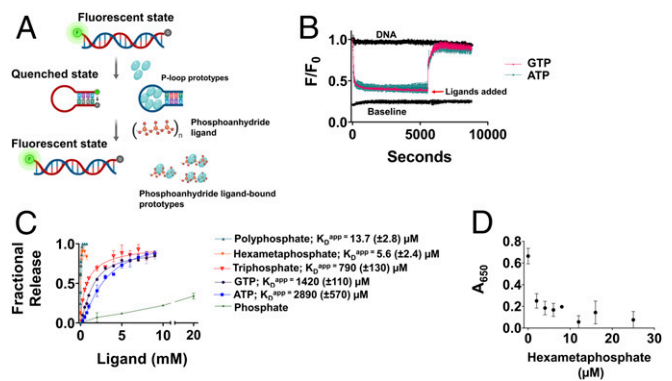 A
Fluorescent state
F
Quenched state
P-loop prototypes
Phosphoanhydride
ligand
n
Fluorescent state
F
Phosphoanhydride ligand-bound
prototypes
B
F/F0
1.0
0.5
0.0
DNA
GTP
ATP
Ligands added
Baseline
0 2000 4000 6000 8000 10000
Seconds
C
Fractional
Release
1.0
0.5
0.0
0 5 10 20
Ligand (mM)
Polyphosphate; KDapp = 13.7 (±2.8) µM
Hexametaphosphate; KDapp = 5.6 (±2.4) µM
Triphosphate; KDapp = 790 (±130) µM
GTP; KDapp = 1420 (±110) µM
ATP; KDapp = 2890 (±570) µM
Phosphate
D
A650
0.8
0.6
0.4
0.2
0.0
0 10 20 30
Hexametaphosphate
(µM)